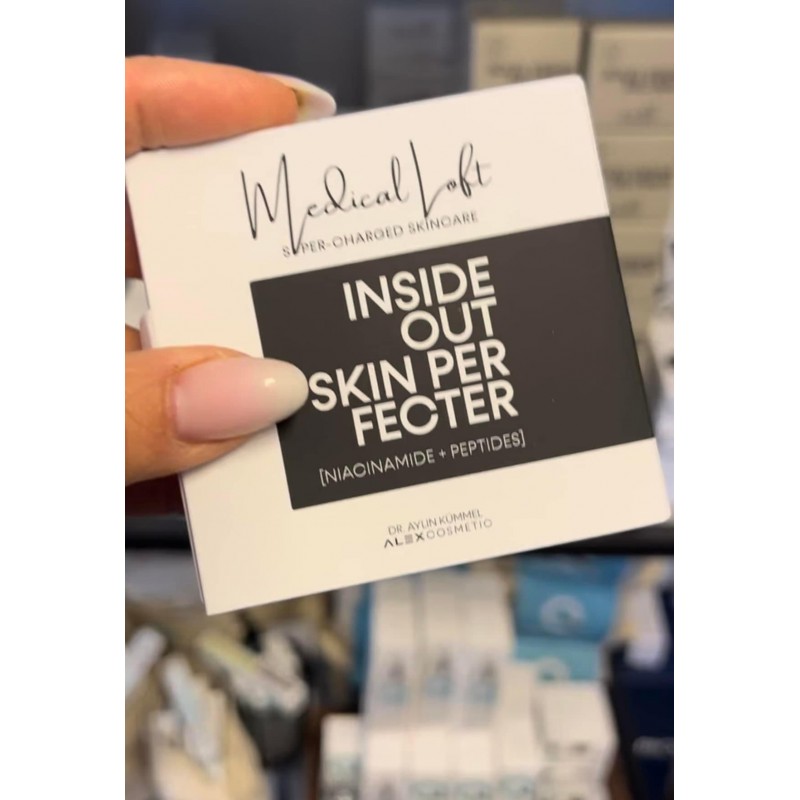 Medical Loft
SUPER-CHARGED SKINCARE
INSIDE
OUT
SKIN PER
FECTER
[NIACINAMIDE + PEPTIDES]
DR. AYLIN KÜMMEL
ALEXCOSMETIC